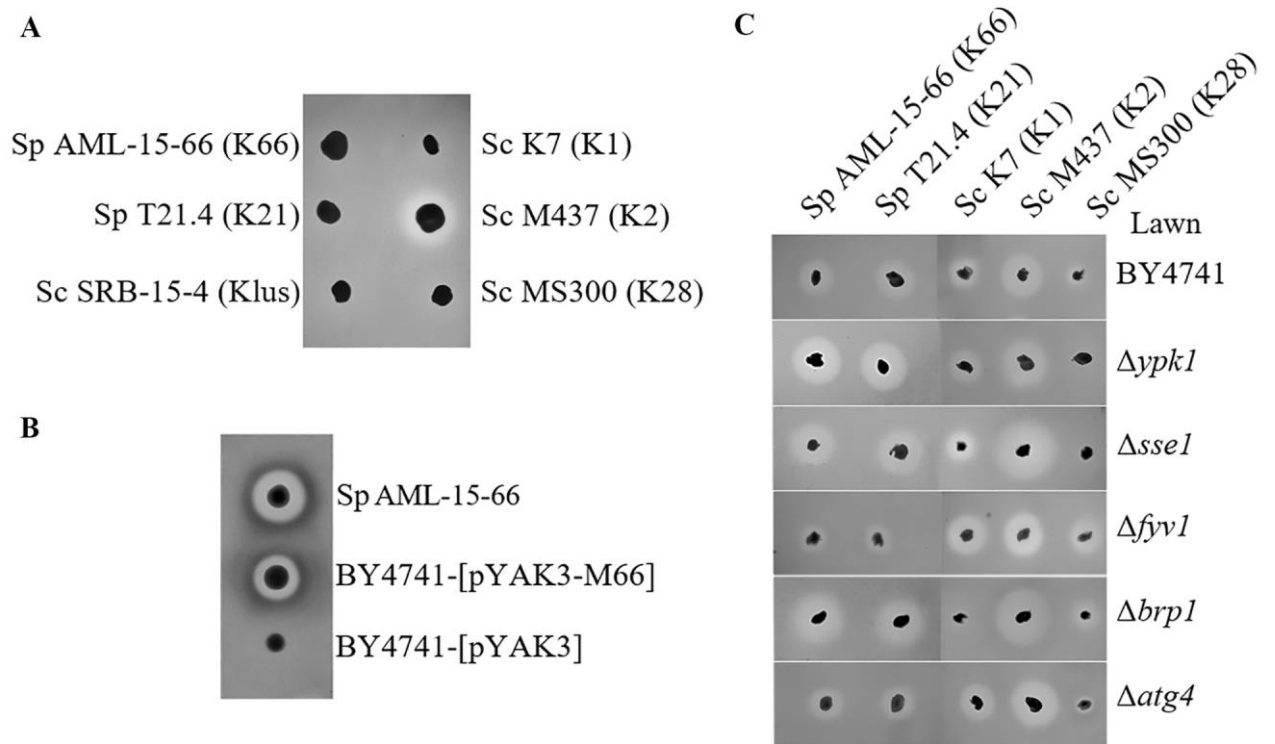 A
Sp AML-15-66 (K66)
Sc K7 (K1)
Sp T21.4 (K21)
Sc M437 (K2)
Sc SRB-15-4 (Klus)
Sc MS300 (K28)
B
Sp AML-15-66
BY4741-[pYAK3-M66]
BY4741-[pYAK3]
C
Sp AML-15-66 (K66)
Sp T21.4 (K21)
Sc K7 (K1)
Sc M437 (K2)
Sc MS300 (K28)
Lawn
BY4741
Δypk1
Δsse1
Δfyv1
Δbrp1
Δatg4